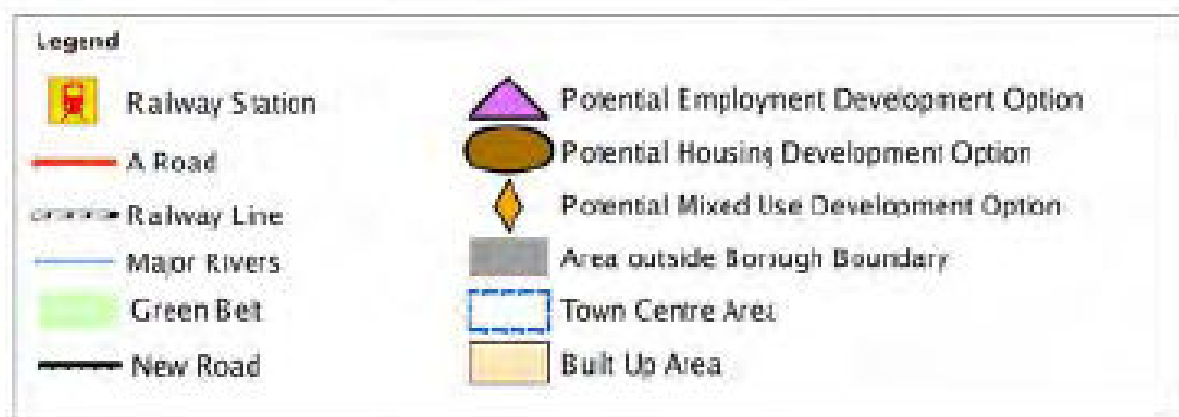 Legend
Railway Station
A Road
Railway Line
Major Rivers
Green Belt
New Road
Potential Employment Development Option
Potential Housing Development Option
Potential Mixed Use Development Option
Area outside Borough Boundary
Town Centre Area
Built Up Area